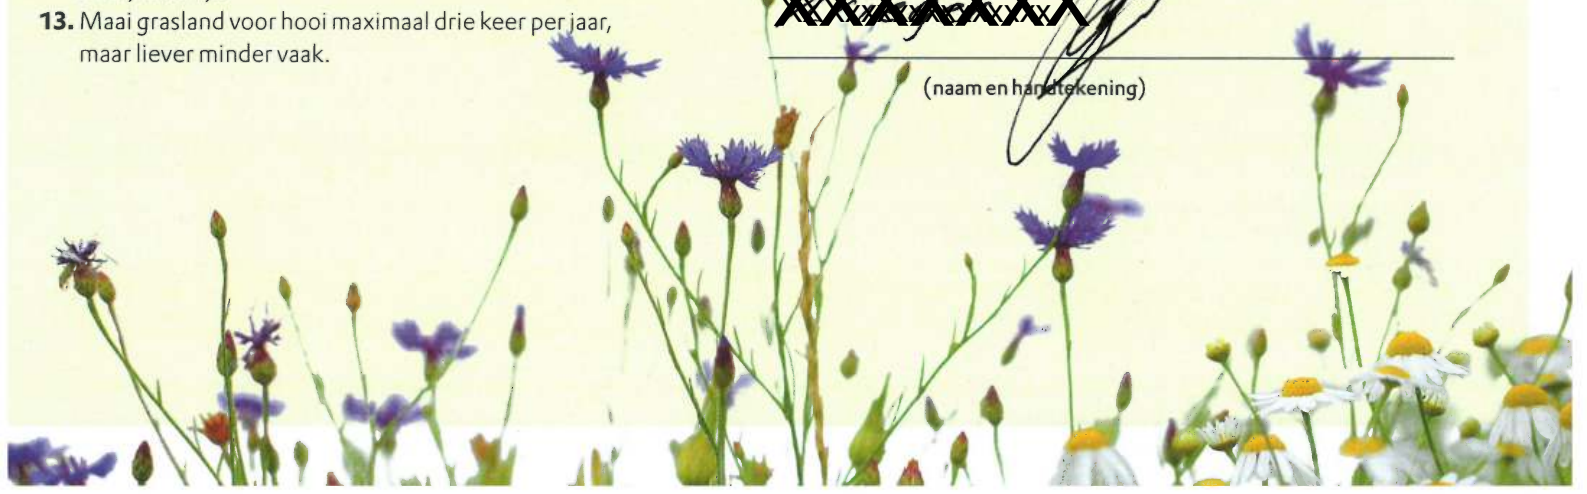 13. Maai grasland voor hooi maximaal drie keer per jaar,
maar liever minder vaak.
(naam en handtekening)